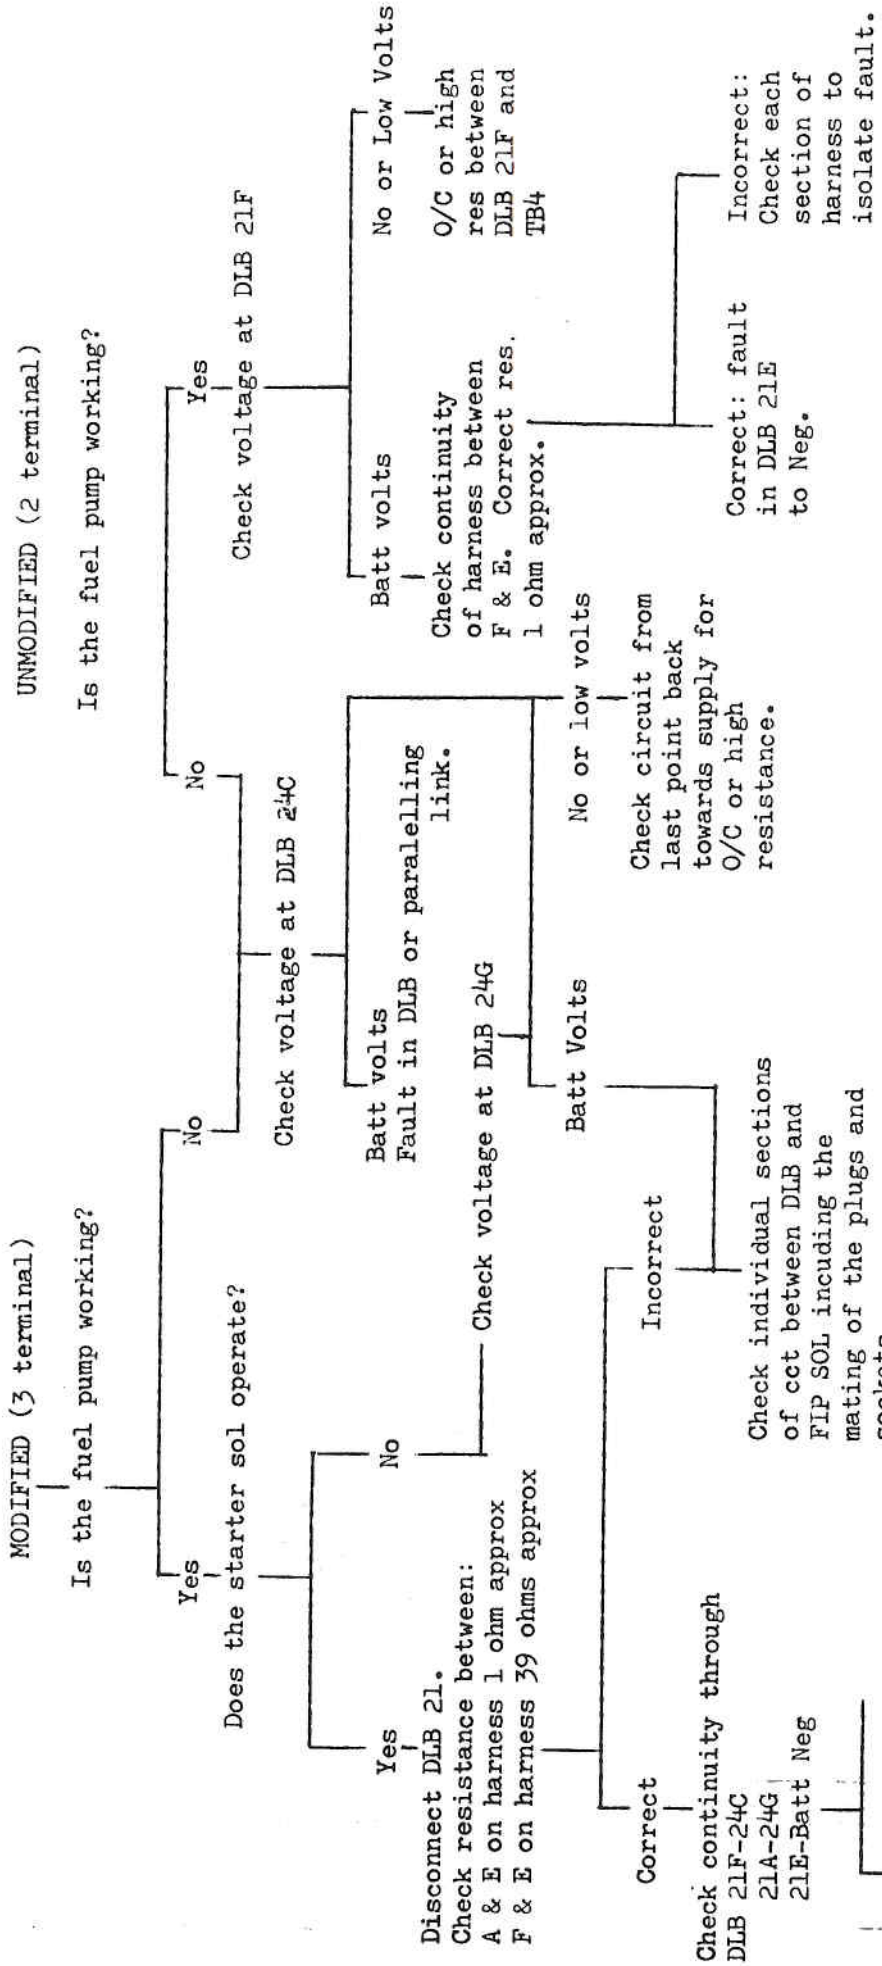 MODIFIED (3 terminal)
Is the fuel pump working?
Yes
No
Does the starter sol operate?
Yes
No
Disconnect DLB 21.
Check resistance between:
A & E on harness 1 ohm approx
F & E on harness 39 ohms approx
Correct
Incorrect
Check continuity through
DLB 21F-24C
21A-24G
21E-Batt Neg
Check voltage at DLB 24G
Batt Volts
No or low volts
Check individual sections
of cct between DLB and
FIP SOL incuding the
mating of the plugs and
sockets
Check circuit from
last point back
towards supply for
O/C or high
resistance.
Check voltage at DLB 24C
Batt volts
Fault in DLB or paralelling
link.
UNMODIFIED (2 terminal)
Is the fuel pump working?
No
Yes
Check voltage at DLB 21F
Batt volts
No or Low Volts
Check continuity
of harness between
F & E. Correct res.
1 ohm approx.
O/C or high
res between
DLB 21F and
TB4
Correct: fault
in DLB 21E
to Neg.
Incorrect:
Check each
section of
harness to
isolate fault.